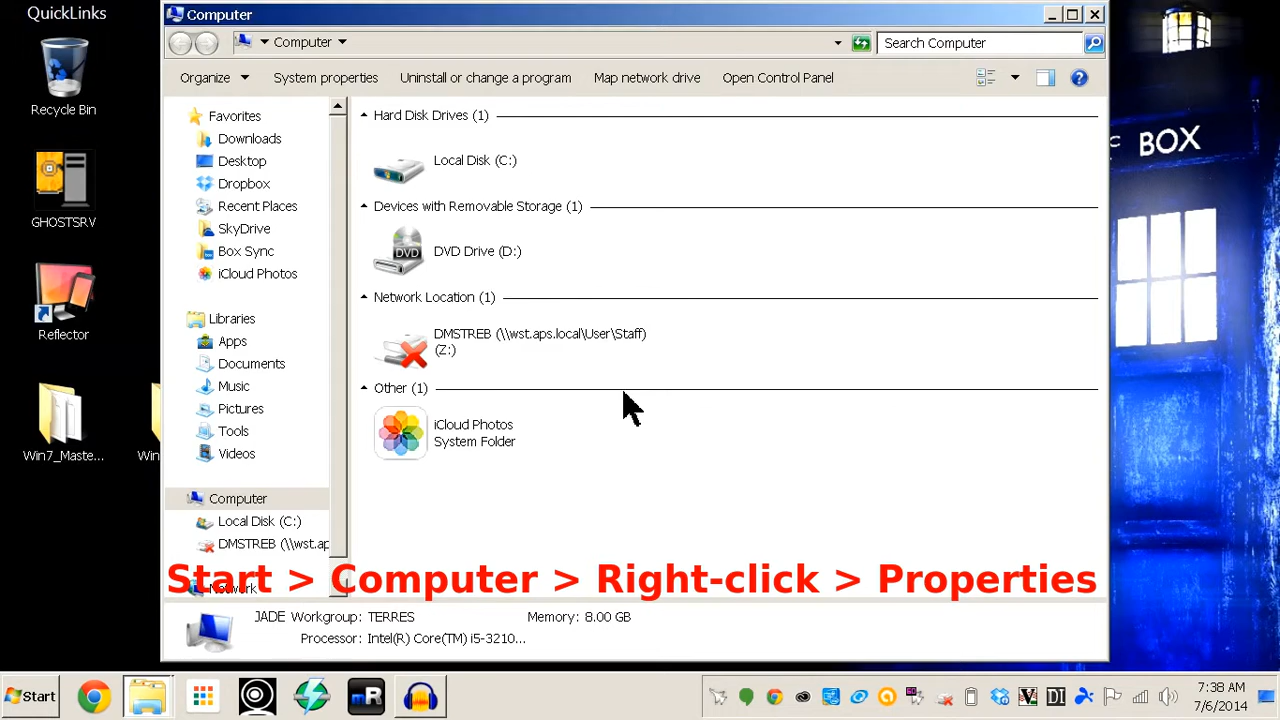 QuickLinks
Computer
Computer
Search Computer
Organize
System properties
Uninstall or change a program
Map network drive
Open Control Panel
Recycle Bin
GHOSTSRV
Reflector
Win7_Maste...
Win
Favorites
Downloads
Desktop
Dropbox
Recent Places
SkyDrive
Box Sync
iCloud Photos
Libraries
Apps
Documents
Music
Pictures
Tools
Videos
Computer
Local Disk (C:)
DMSTREB (\\wst.ap
Network
Hard Disk Drives (1)
Local Disk (C:)
Devices with Removable Storage (1)
DVD
DVD Drive (D:)
Network Location (1)
DMSTREB (\\wst.aps.local\User\Staff)
(Z:)
Other (1)
iCloud Photos
System Folder
Start > Computer > Right-click > Properties
JADE Workgroup: TERRES
Memory: 8.00 GB
Processor: Intel(R) Core(TM) i5-3210...
BOX
Start
mR
DI
7:38 AM
7/6/2014